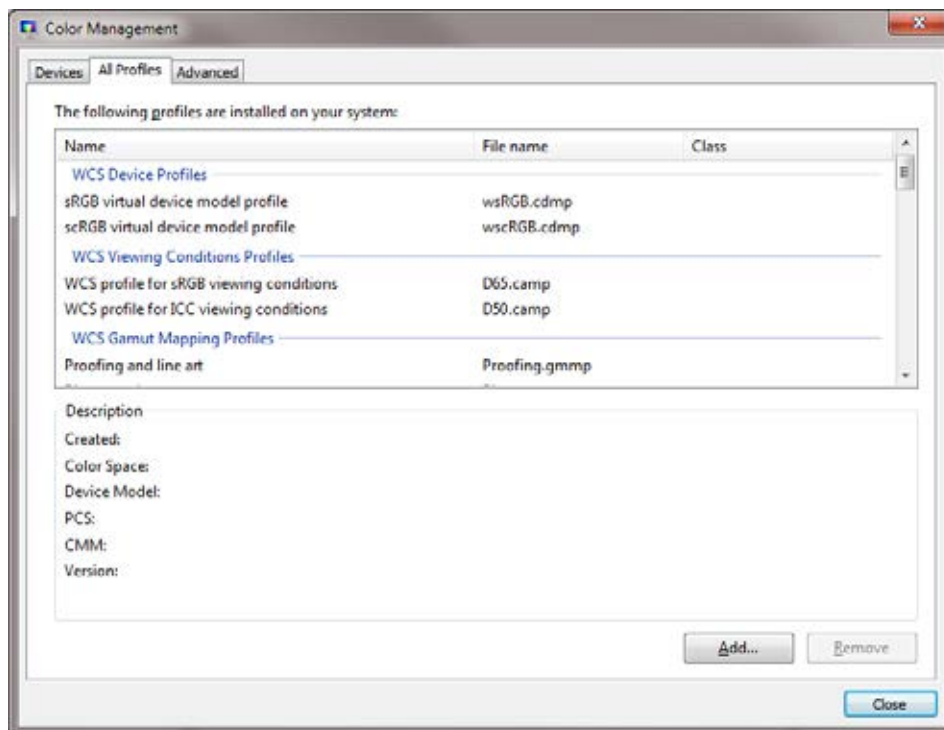 Color Management
Devices All Profiles Advanced
The following profiles are installed on your system:
Name File name Class
WCS Device Profiles
sRGB virtual device model profile wsRGB.cdmp
scRGB virtual device model profile wscRGB.cdmp
WCS Viewing Conditions Profiles
WCS profile for sRGB viewing conditions D65.camp
WCS profile for ICC viewing conditions D50.camp
WCS Gamut Mapping Profiles
Proofing and line art Proofing.gmmp
Description
Created:
Color Space:
Device Model:
PCS:
CMM:
Version:
Add... Remove
Close